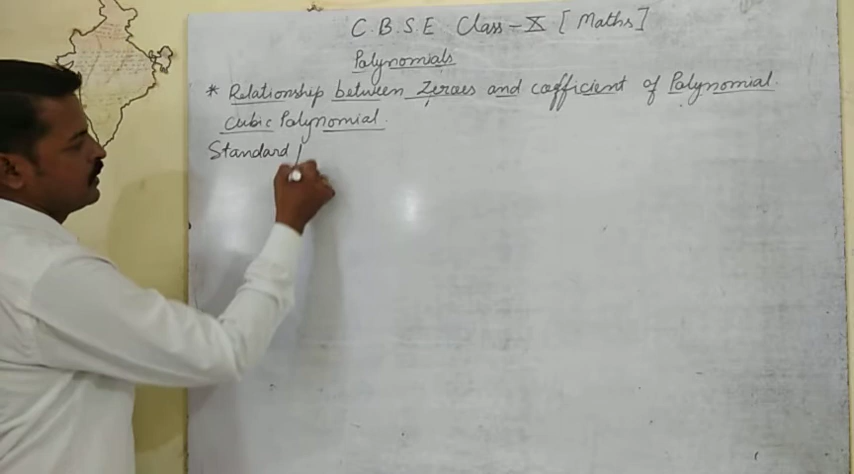 C.B.S.E Class-X [Maths]
Polynomials
* Relationship between Zeroes and cofficient of Polynomial.
Cubic Polynomial.
Standard